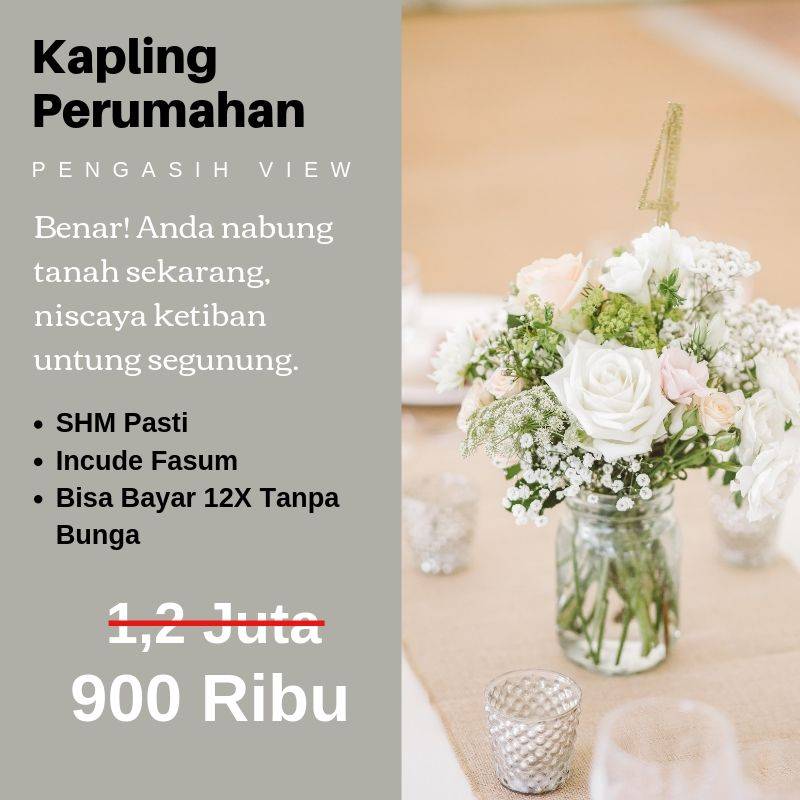 Kapling
Perumahan
PENGASIH VIEW
Benar! Anda nabung
tanah sekarang,
niscaya ketiban
untung segunung.
• SHM Pasti
• Incude Fasum
• Bisa Bayar 12X Tanpa
Bunga
1,2 Juta
900 Ribu
4